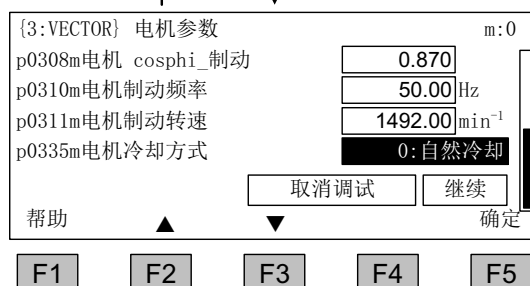 {3:VECTOR} 电机参数 m:0
p0308m电机 cosphi_制动 0.870
p0310m电机制动频率 50.00 Hz
p0311m电机制动转速 1492.00 min⁻¹
p0335m电机冷却方式 0:自然冷却
取消调试 继续
帮助 ▲ ▼ 确定
F1 F2 F3 F4 F5